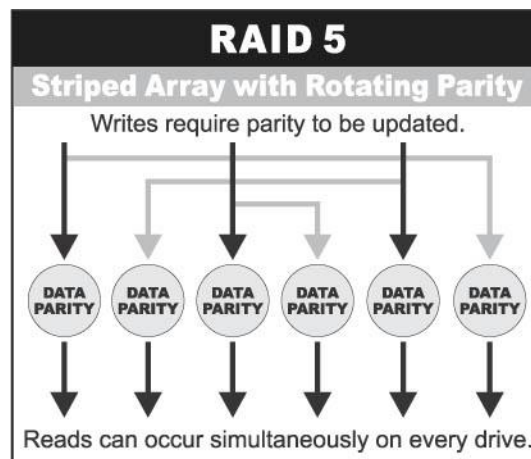 RAID 5
Striped Array with Rotating Parity
Writes require parity to be updated.
DATA PARITY DATA PARITY DATA PARITY DATA PARITY DATA PARITY DATA PARITY
Reads can occur simultaneously on every drive.